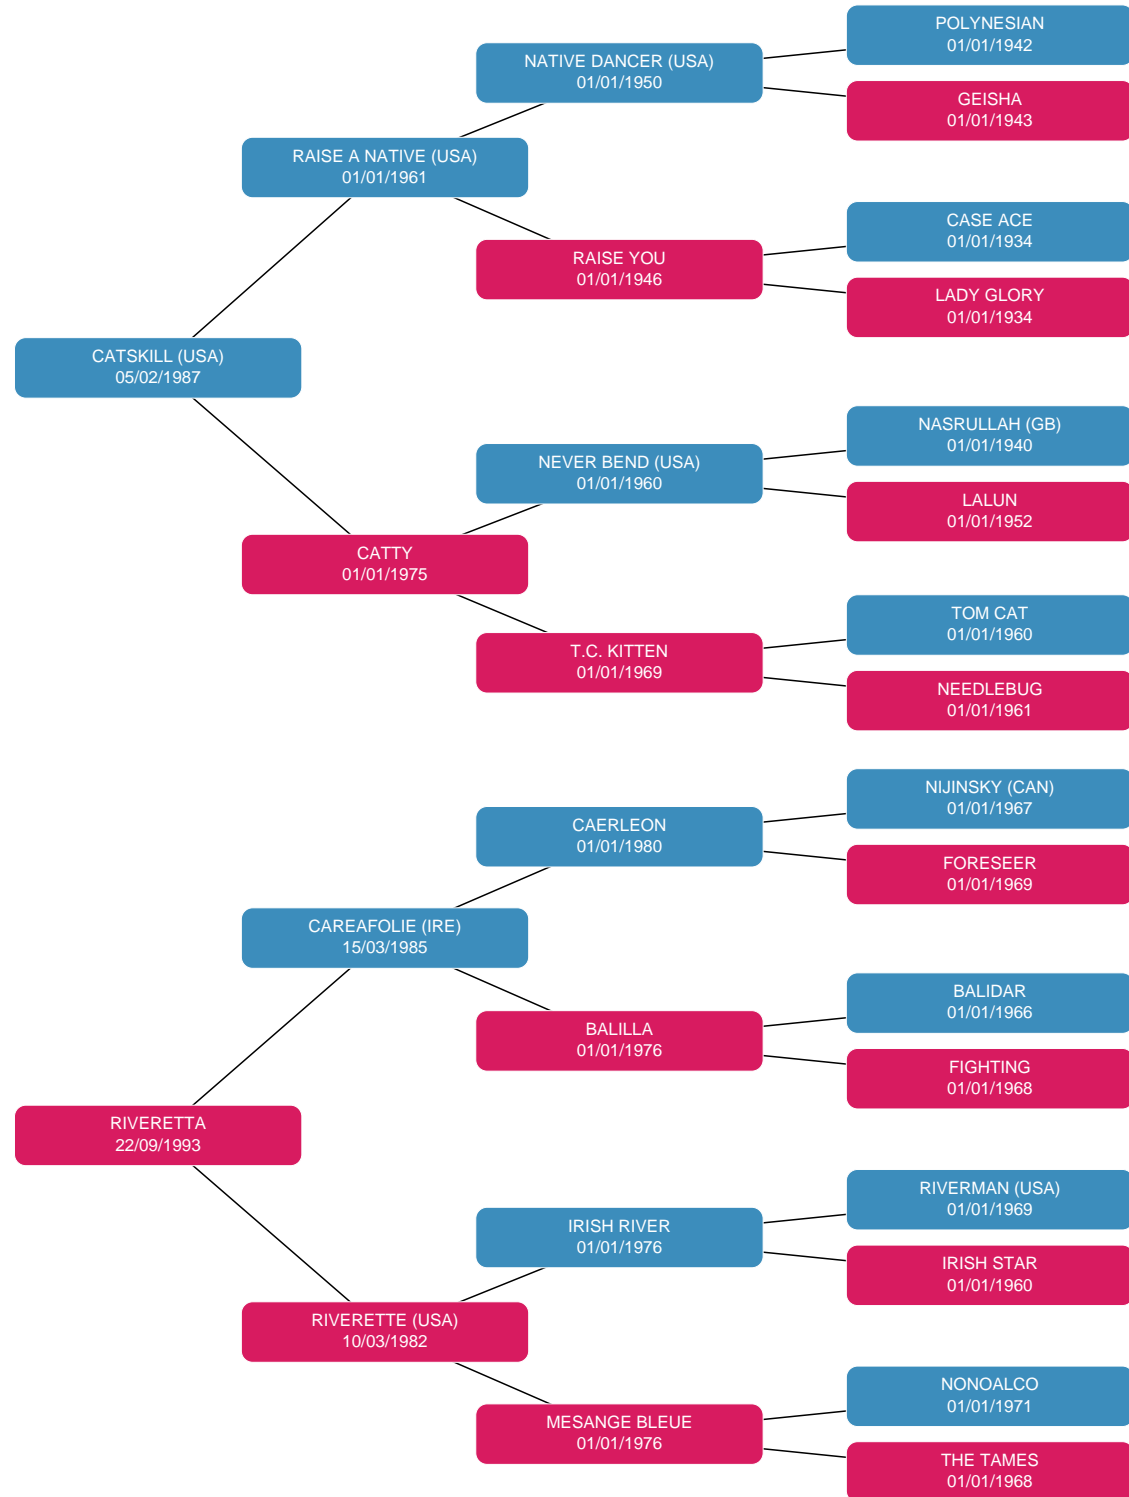 POLYNESIAN
01/01/1942
NATIVE DANCER (USA)
01/01/1950
GEISHA
01/01/1943
RAISE A NATIVE (USA)
01/01/1961
CASE ACE
01/01/1934
RAISE YOU
01/01/1946
LADY GLORY
01/01/1934
CATSKILL (USA)
05/02/1987
NASRULLAH (GB)
01/01/1940
NEVER BEND (USA)
01/01/1960
LALUN
01/01/1952
CATTY
01/01/1975
TOM CAT
01/01/1960
T.C. KITTEN
01/01/1969
NEEDLEBUG
01/01/1961
NIJINSKY (CAN)
01/01/1967
CAERLEON
01/01/1980
FORESEER
01/01/1969
CAREAFOLIE (IRE)
15/03/1985
BALIDAR
01/01/1966
BALILLA
01/01/1976
FIGHTING
01/01/1968
RIVERETTA
22/09/1993
RIVERMAN (USA)
01/01/1969
IRISH RIVER
01/01/1976
IRISH STAR
01/01/1960
RIVERETTE (USA)
10/03/1982
NONOALCO
01/01/1971
MESANGE BLEUE
01/01/1976
THE TAMES
01/01/1968